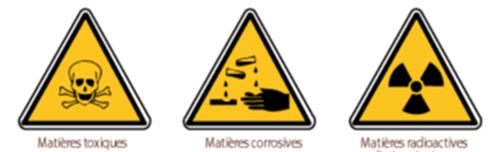 Matières toxiques
Matières corrosives
Matières radioactives